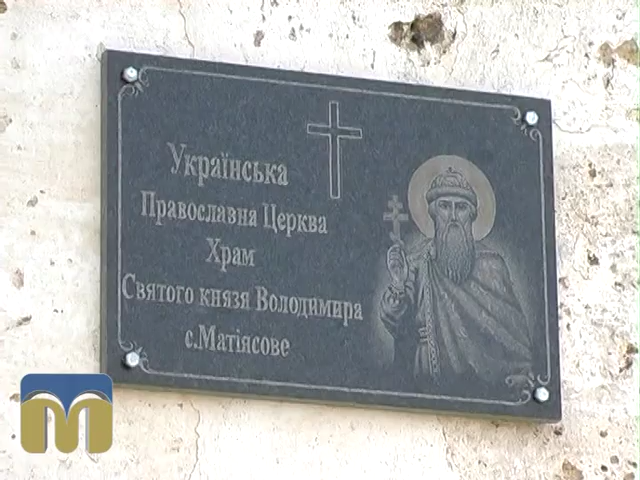 Українська
Православна Церква
Храм
Святого князя Володимира
с.Матіясове
М